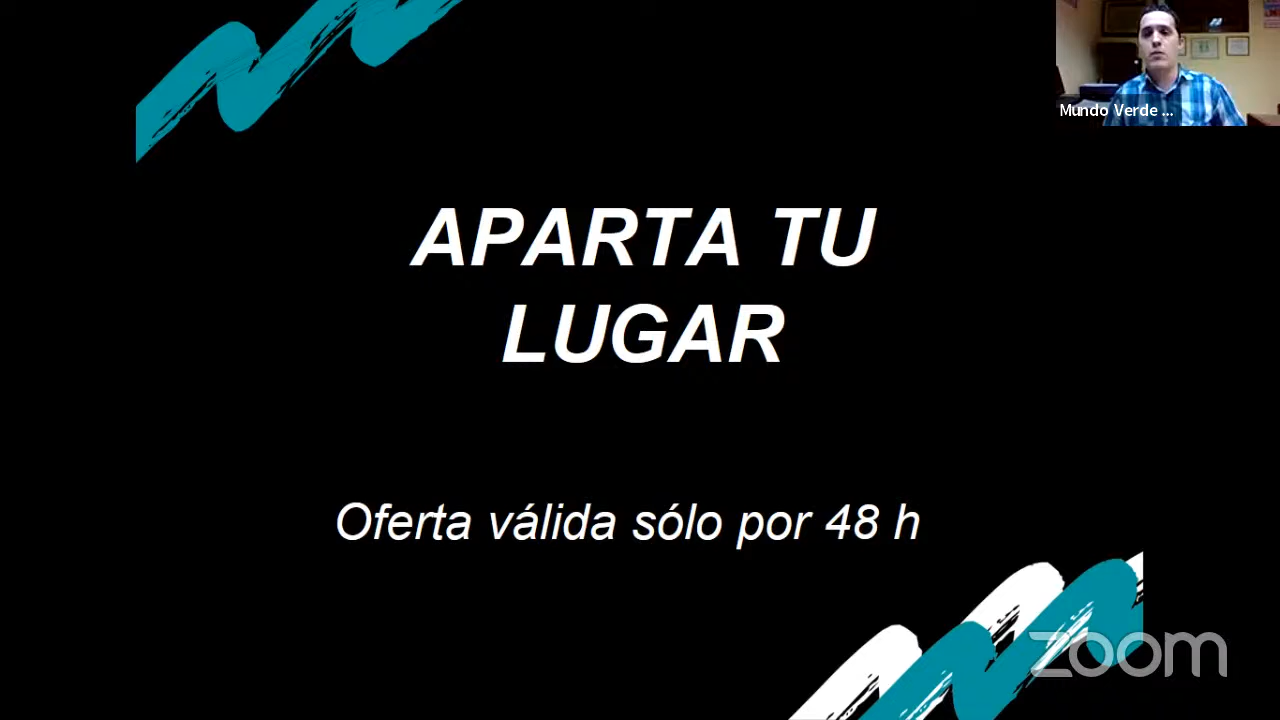 Mundo Verde ...
APARTA TU
LUGAR
Oferta válida sólo por 48 h
zoom